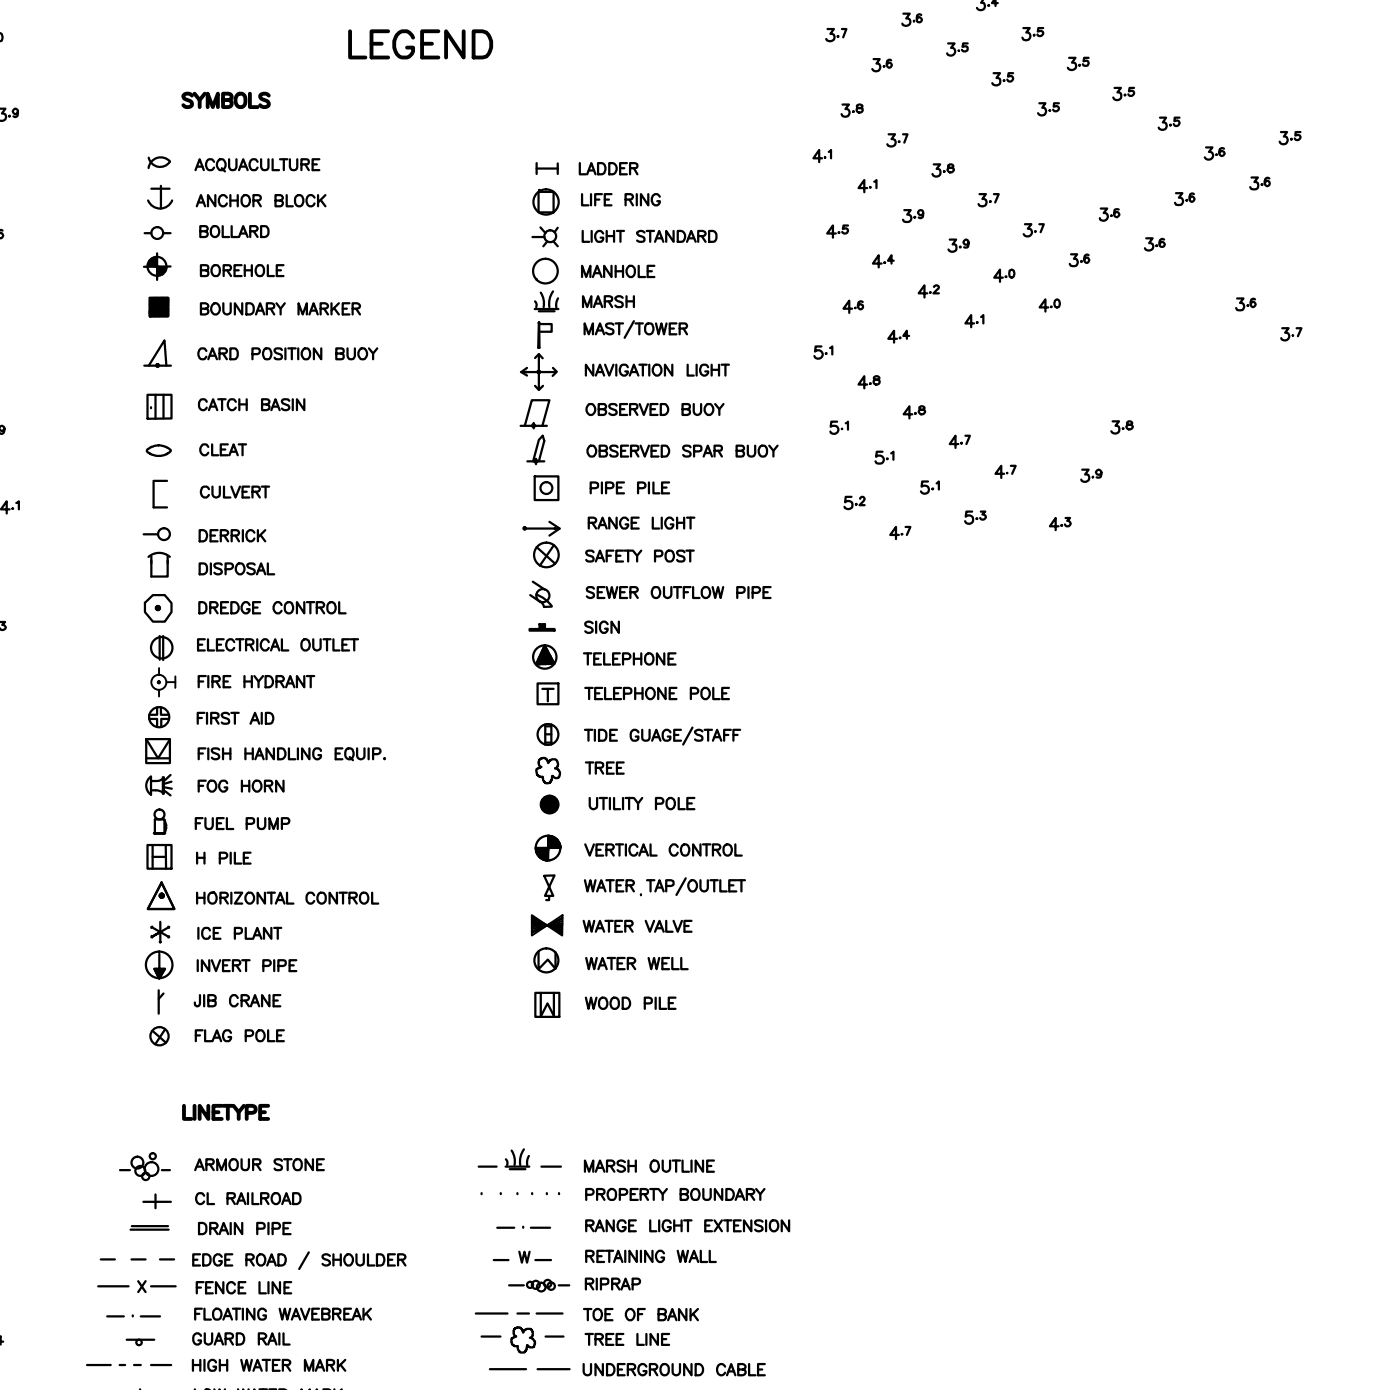 LEGEND
SYMBOLS
ACQUACULTURE
ANCHOR BLOCK
BOLLARD
BOREHOLE
BOUNDARY MARKER
CARD POSITION BUOY
CATCH BASIN
CLEAT
CULVERT
DERRICK
DISPOSAL
DREDGE CONTROL
ELECTRICAL OUTLET
FIRE HYDRANT
FIRST AID
FISH HANDLING EQUIP.
FOG HORN
FUEL PUMP
H PILE
HORIZONTAL CONTROL
ICE PLANT
INVERT PIPE
JIB CRANE
FLAG POLE
LADDER
LIFE RING
LIGHT STANDARD
MANHOLE
MARSH
MAST/TOWER
NAVIGATION LIGHT
OBSERVED BUOY
OBSERVED SPAR BUOY
PIPE PILE
RANGE LIGHT
SAFETY POST
SEWER OUTFLOW PIPE
SIGN
TELEPHONE
T TELEPHONE POLE
TIDE GUAGE/STAFF
TREE
UTILITY POLE
VERTICAL CONTROL
WATER TAP/OUTLET
WATER VALVE
WATER WELL
WOOD PILE
LINETYPE
ARMOUR STONE
CL RAILROAD
DRAIN PIPE
EDGE ROAD / SHOULDER
X FENCE LINE
FLOATING WAVEBREAK
GUARD RAIL
HIGH WATER MARK
LOW WATER MARK
MARSH OUTLINE
PROPERTY BOUNDARY
RANGE LIGHT EXTENSION
W RETAINING WALL
RIPRAP
TOE OF BANK
TREE LINE
UNDERGROUND CABLE
3.9
4.1
3.4
3.6
3.7
3.5
3.5
3.6
3.5
3.5
3.5
3.8
3.5
3.5
3.7
3.5
4.1
3.6
3.8
4.1
3.6
3.7
3.6
3.9
3.6
4.5
3.7
3.9
3.6
4.4
3.6
4.0
4.2
4.6
4.0
3.6
4.1
4.4
3.7
5.1
4.8
4.8
5.1
3.8
4.7
5.1
4.7
3.9
5.1
5.2
5.3
4.3
4.7